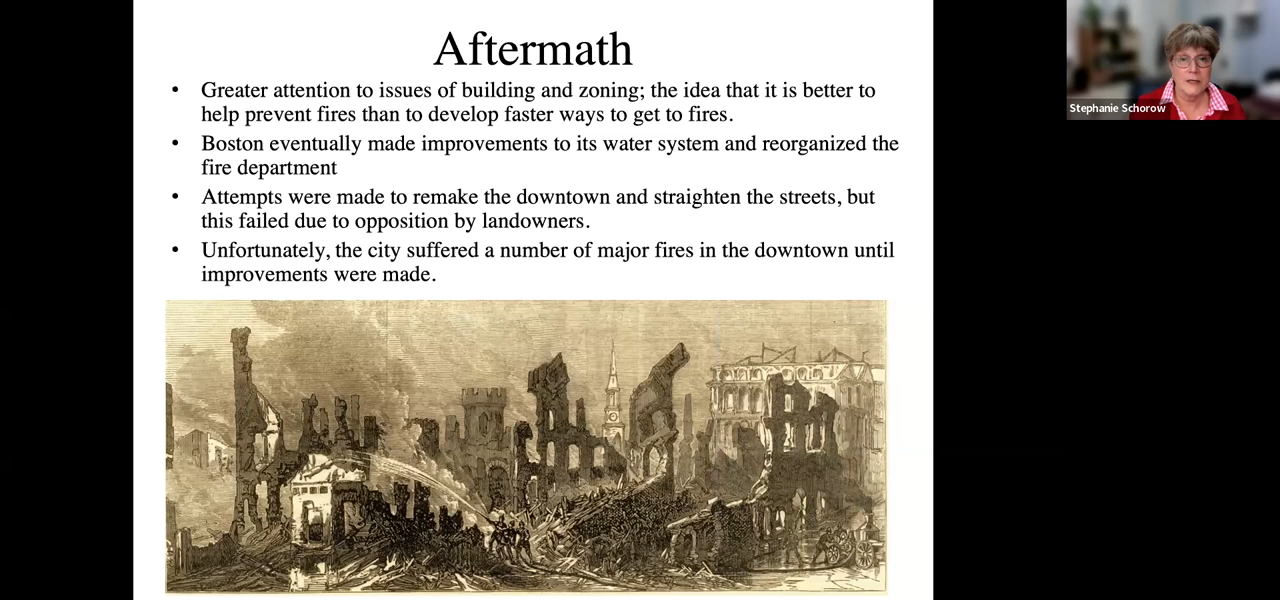 Aftermath
• Greater attention to issues of building and zoning; the idea that it is better to
help prevent fires than to develop faster ways to get to fires.
• Boston eventually made improvements to its water system and reorganized the
fire department
• Attempts were made to remake the downtown and straighten the streets, but
this failed due to opposition by landowners.
• Unfortunately, the city suffered a number of major fires in the downtown until
improvements were made.
Stephanie Schorow